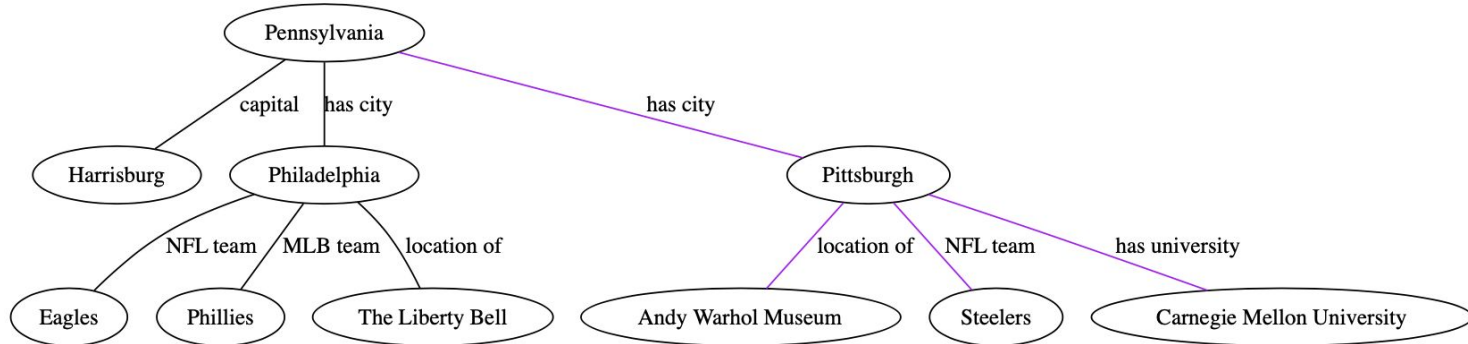 Pennsylvania
capital has city has city
Harrisburg Philadelphia Pittsburgh
NFL team MLB team location of location of NFL team has university
Eagles Phillies The Liberty Bell Andy Warhol Museum Steelers Carnegie Mellon University